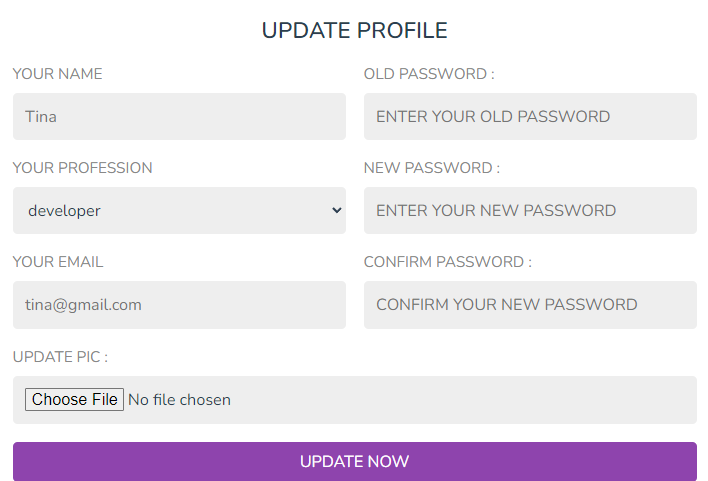 UPDATE PROFILE
YOUR NAME
Tina
YOUR PROFESSION
developer
YOUR EMAIL
tina@gmail.com
OLD PASSWORD :
ENTER YOUR OLD PASSWORD
NEW PASSWORD :
ENTER YOUR NEW PASSWORD
CONFIRM PASSWORD :
CONFIRM YOUR NEW PASSWORD
UPDATE PIC :
Choose File No file chosen
UPDATE NOW